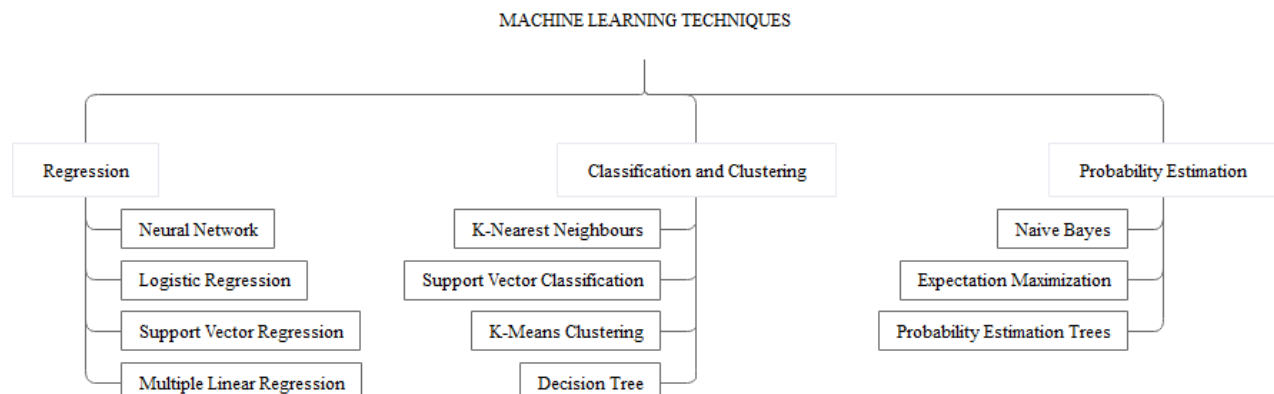 MACHINE LEARNING TECHNIQUES
Regression
Neural Network
Logistic Regression
Support Vector Regression
Multiple Linear Regression
Classification and Clustering
K-Nearest Neighbours
Support Vector Classification
K-Means Clustering
Decision Tree
Probability Estimation
Naive Bayes
Expectation Maximization
Probability Estimation Trees